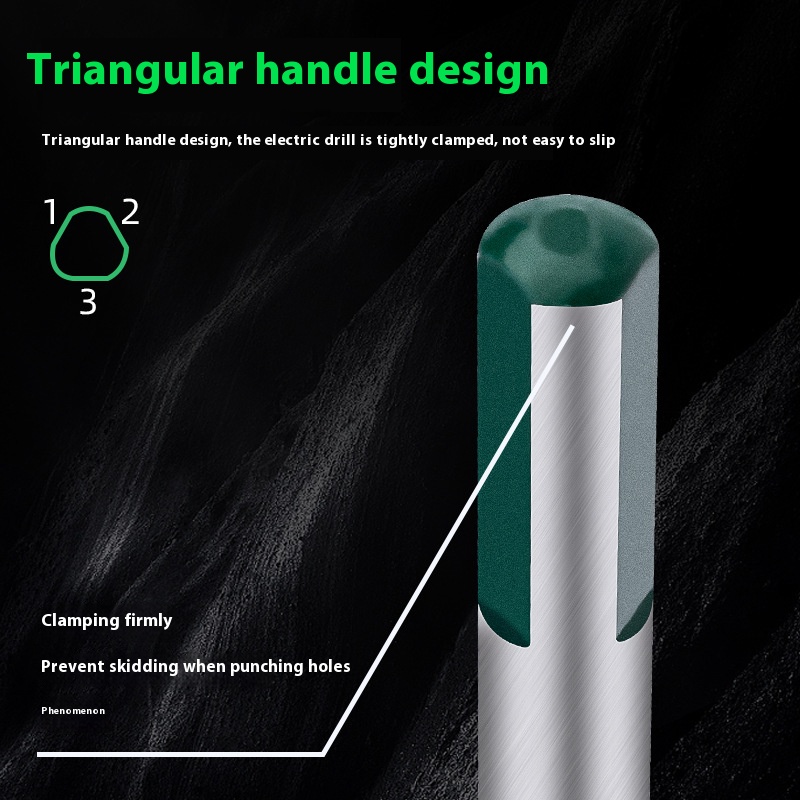 Triangular handle design
Triangular handle design, the electric drill is tightly clamped, not easy to slip
1 2
3
Clamping firmly
Prevent skidding when punching holes
Phenomenon